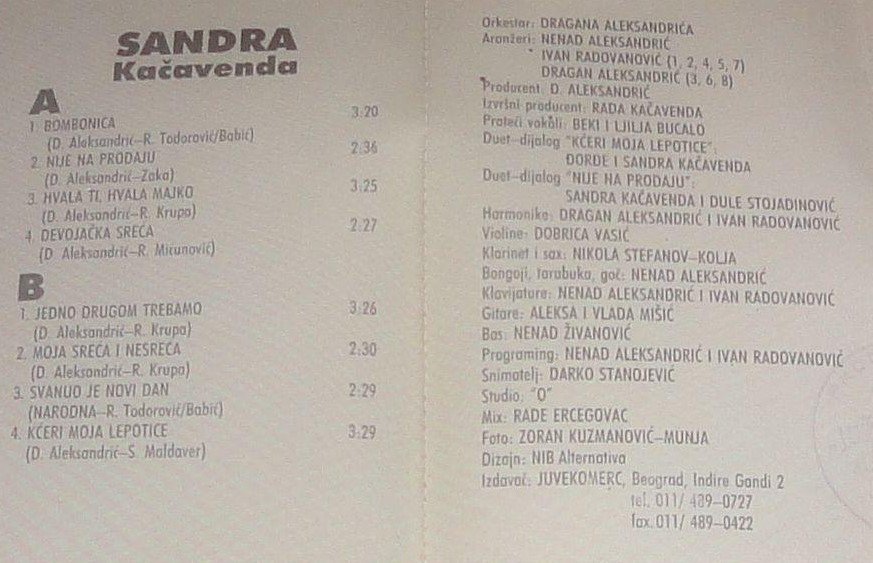 SANDRA
Kačavenda
A
1. BOMBONICA 3:20
(D. Aleksandrić–R. Todorović/Babić)
2. NIJE NA PRODAJU 2:36
(D. Aleksandrić–Zaka)
3. HVALA TI, HVALA MAJKO 3:25
(D. Aleksandrić–R. Krupa)
4. DEVOJAČKA SREĆA 2:27
(D. Aleksandrić–R. Mićunović)
B
1. JEDNO DRUGOM TREBAMO 3:26
(D. Aleksandrić–R. Krupa)
2. MOJA SREĆA I NESREĆA 2:30
(D. Aleksandrić–R. Krupa)
3. SVANUO JE NOVI DAN 2:29
(NARODNA–R. Todorović/Babić)
4. KĆERI MOJA LEPOTICE 3:29
(D. Aleksandrić–S. Maldaver)
Orkestar: DRAGANA ALEKSANDRIĆA
Aranžeri: NENAD ALEKSANDRIĆ
IVAN RADOVANOVIĆ (1, 2, 4, 5, 7)
DRAGAN ALEKSANDRIĆ (3, 6, 8)
Producent: D. ALEKSANDRIĆ
Izvršni producent: RADA KAČAVENDA
Prateći vokali: BEKI I LJILJA BUCALO
Duet–dijalog "KĆERI MOJA LEPOTICE":
ĐORĐE I SANDRA KAČAVENDA
Duet–dijalog "NIJE NA PRODAJU":
SANDRA KAČAVENDA I DULE STOJADINOVIĆ
Harmonike: DRAGAN ALEKSANDRIĆ I IVAN RADOVANOVIĆ
Violine: DOBRICA VASIĆ
Klarinet i sax: NIKOLA STEFANOV–KOLJA
Bongoji, tarabuka, goč: NENAD ALEKSANDRIĆ
Klavijature: NENAD ALEKSANDRIĆ I IVAN RADOVANOVIĆ
Gitare: ALEKSA I VLADA MIŠIĆ
Bas: NENAD ŽIVANOVIĆ
Programing: NENAD ALEKSANDRIĆ I IVAN RADOVANOVIĆ
Snimatelj: DARKO STANOJEVIĆ
Studio: "O"
Mix: RADE ERCEGOVAC
Foto: ZORAN KUZMANOVIĆ–MUNJA
Dizajn: NIB Alternativa
Izdavač: JUVEKOMERC, Beograd, Indire Gandi 2
tel. 011/ 489–0727
fax. 011/ 489–0422